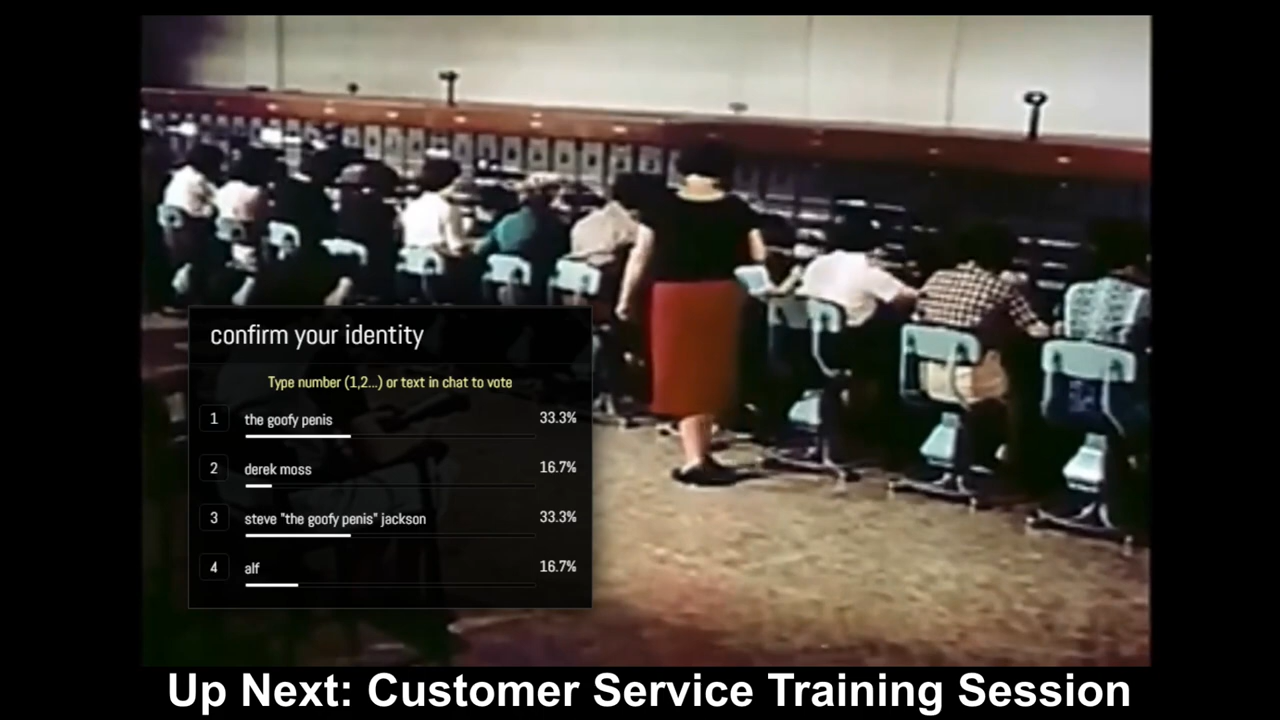 confirm your identity
Type number (1,2...) or text in chat to vote
1 the goofy penis 33.3%
2 derek moss 16.7%
3 steve "the goofy penis" jackson 33.3%
4 alf 16.7%
Up Next: Customer Service Training Session